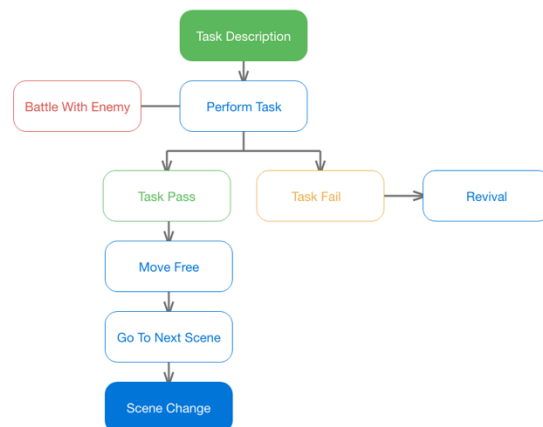 Task Description
Battle With Enemy
Perform Task
Task Pass
Task Fail
Revival
Move Free
Go To Next Scene
Scene Change